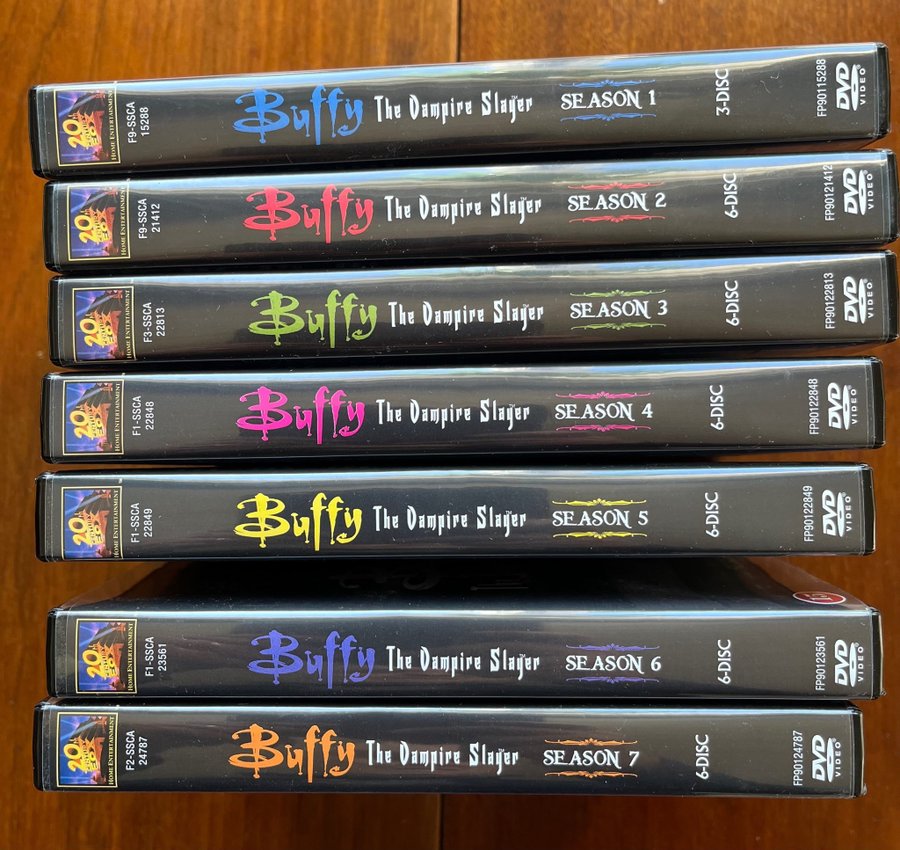 20th CENTURY FOX
HOME ENTERTAINMENT
F9-SSCA
15288
Buffy The Vampire Slayer
SEASON 1
3-DISC
FP90115288
DVD
VIDEO
20th CENTURY FOX
HOME ENTERTAINMENT
F9-SSCA
21412
Buffy The Vampire Slayer
SEASON 2
6-DISC
FP90121412
DVD
VIDEO
20th CENTURY FOX
HOME ENTERTAINMENT
F3-SSCA
22813
Buffy The Vampire Slayer
SEASON 3
6-DISC
FP90122813
DVD
VIDEO
20th CENTURY FOX
HOME ENTERTAINMENT
F1-SSCA
22848
Buffy The Vampire Slayer
SEASON 4
6-DISC
FP90122848
DVD
VIDEO
20th CENTURY FOX
HOME ENTERTAINMENT
F1-SSCA
22849
Buffy The Vampire Slayer
SEASON 5
6-DISC
FP90122849
DVD
VIDEO
20th CENTURY FOX
HOME ENTERTAINMENT
F1-SSCA
23561
Buffy The Vampire Slayer
SEASON 6
6-DISC
FP90123561
DVD
VIDEO
20th CENTURY FOX
HOME ENTERTAINMENT
F2-SSCA
24787
Buffy The Vampire Slayer
SEASON 7
6-DISC
FP90124787
DVD
VIDEO